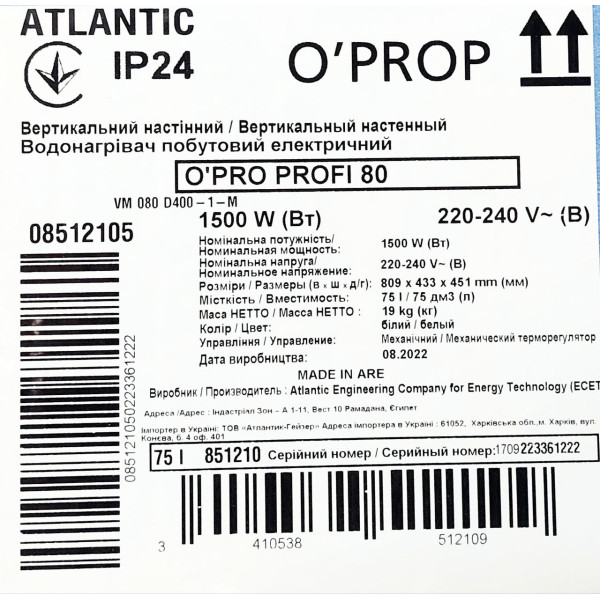 ATLANTIC
IP24
O'PROP
Вертикальний настінний / Вертикальный настенный
Водонагрівач побутовий електричний
O'PRO PROFI 80
VM 080 D400-1-M
08512105
1500 W (Вт) 220-240 V~ (В)
Номінальна потужність/ Номинальная мощность: 1500 W (Вт)
Номінальна напруга/ Номинальное напряжение: 220-240 V~ (В)
Розміри / Размеры (в х ш х д/г): 809 x 433 x 451 mm (мм)
Місткість / Вместимость: 75 l / 75 дм3 (л)
Маса НЕТТО / Масса НЕТТО : 19 kg (кг)
Колір / Цвет: білий / белый
Управління / Управление: Механічний / Механический терморегулятор
Дата виробництва: 08.2022
MADE IN ARE
Виробник / Производитель : Atlantic Engineering Company for Energy Technology (ECET
Адреса /Адрес : Індастріал Зон – А 1-11, Вест 10 Рамадана, Єгипет
Імпортер в Україні: ТОВ «Атлантик-Гейзер» Адреса імпортера в Україні : 61052, Харківська обл., м. Харків, вул.
Конєва, б. 4 оф. 401
085121050223361222
75 l 851210 Серійний номер / Серийный номер:1709223361222
3 410538 512109